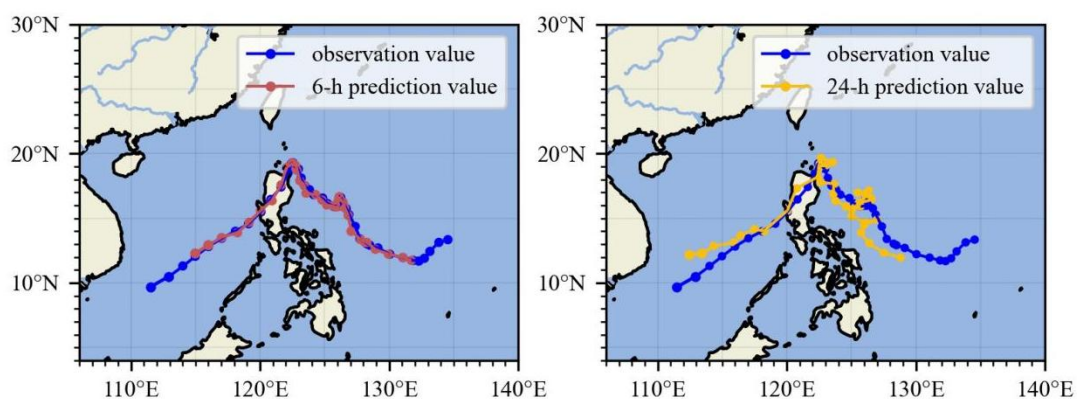 30°N
20°N
10°N
110°E 120°E 130°E 140°E
observation value
6-h prediction value
30°N
20°N
10°N
110°E 120°E 130°E 140°E
observation value
24-h prediction value